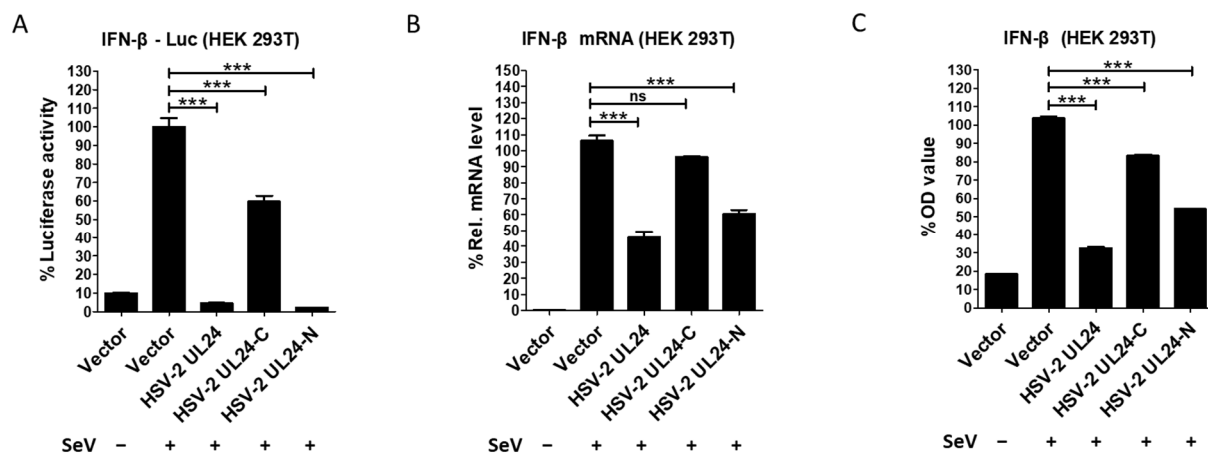 A
IFN-β - Luc (HEK 293T)
% Luciferase activity
130
120
110
100
90
80
70
60
50
40
30
20
10
0
***
***
***
Vector
Vector
HSV-2 UL24
HSV-2 UL24-C
HSV-2 UL24-N
SeV – + + + +
B
IFN-β mRNA (HEK 293T)
% Rel. mRNA level
150
140
130
120
110
100
90
80
70
60
50
40
30
20
10
0
***
ns
***
Vector
Vector
HSV-2 UL24
HSV-2 UL24-C
HSV-2 UL24-N
SeV – + + + +
C
IFN-β (HEK 293T)
% OD value
130
120
110
100
90
80
70
60
50
40
30
20
10
0
***
***
***
Vector
Vector
HSV-2 UL24
HSV-2 UL24-C
HSV-2 UL24-N
SeV – + + + +